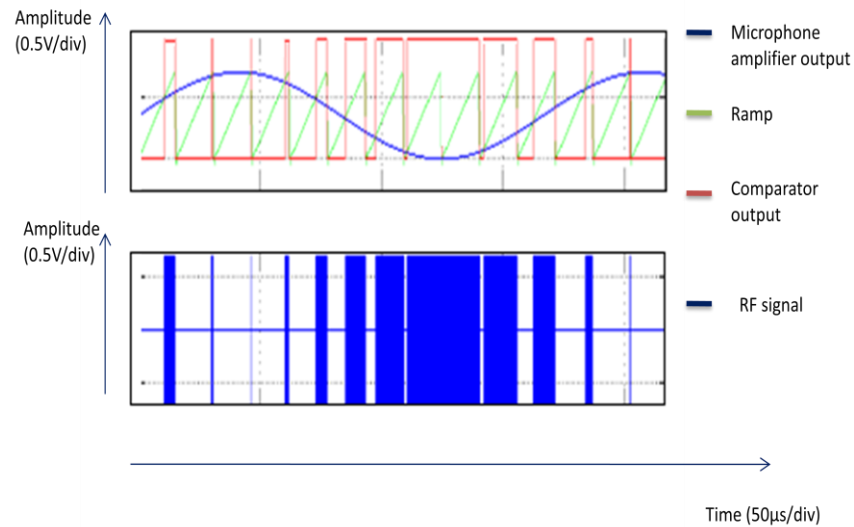 Amplitude
(0.5V/div)
Microphone
amplifier output
Ramp
Comparator
output
Amplitude
(0.5V/div)
RF signal
Time (50µs/div)